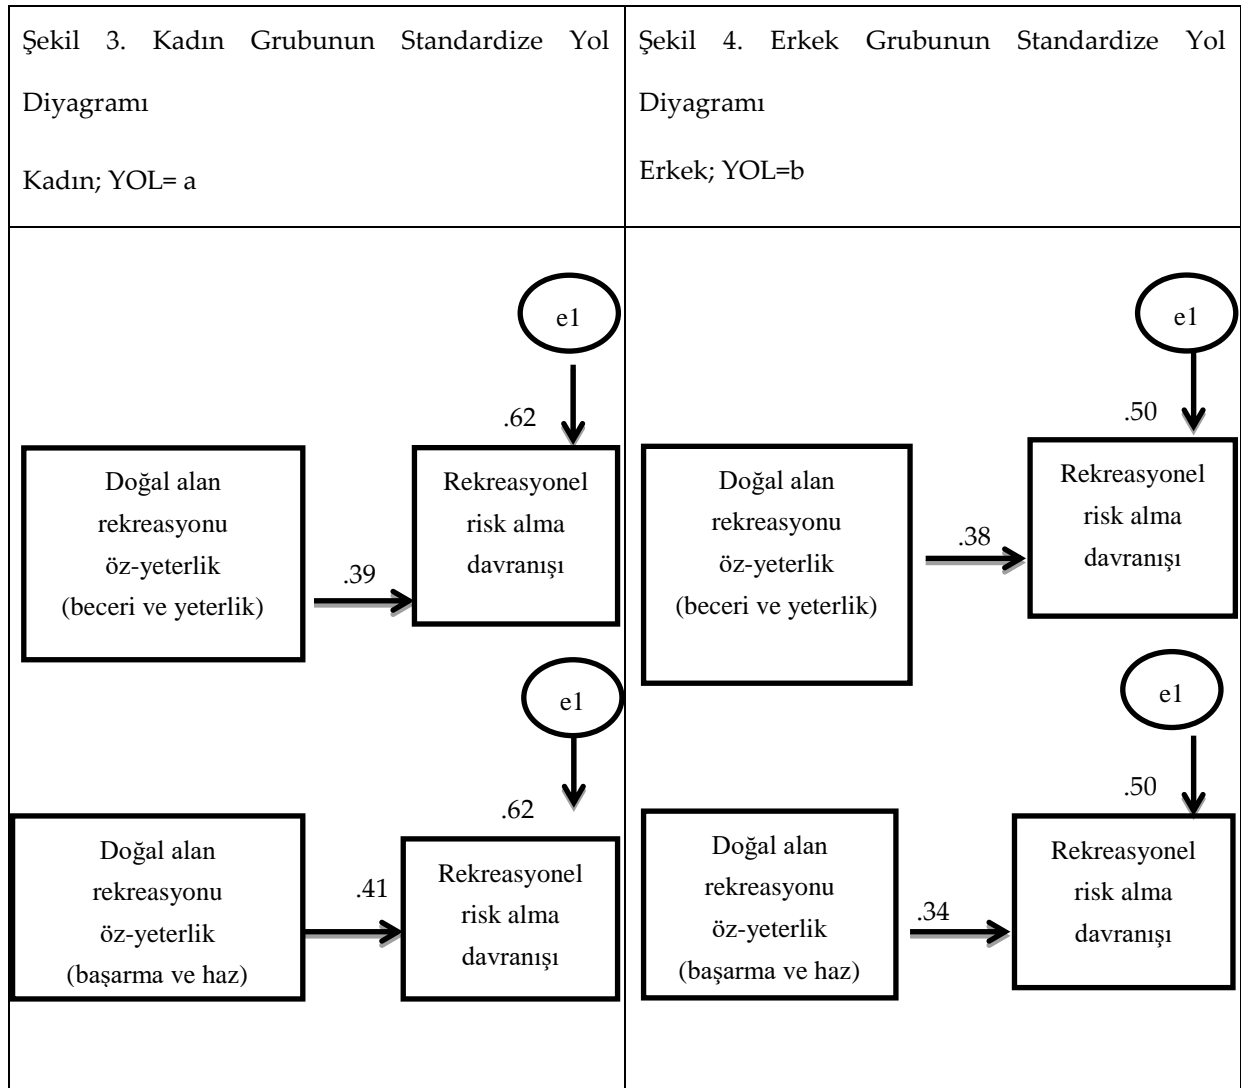 Şekil 3. Kadın Grubunun Standardize Yol
Diyagramı
Kadın; YOL= a
Şekil 4. Erkek Grubunun Standardize Yol
Diyagramı
Erkek; YOL=b
e1
.62
Doğal alan
rekreasyonu
öz-yeterlik
(beceri ve yeterlik)
.39
Rekreasyonel
risk alma
davranışı
e1
.62
Doğal alan
rekreasyonu
öz-yeterlik
(başarma ve haz)
.41
Rekreasyonel
risk alma
davranışı
e1
.50
Doğal alan
rekreasyonu
öz-yeterlik
(beceri ve yeterlik)
.38
Rekreasyonel
risk alma
davranışı
e1
.50
Doğal alan
rekreasyonu
öz-yeterlik
(başarma ve haz)
.34
Rekreasyonel
risk alma
davranışı